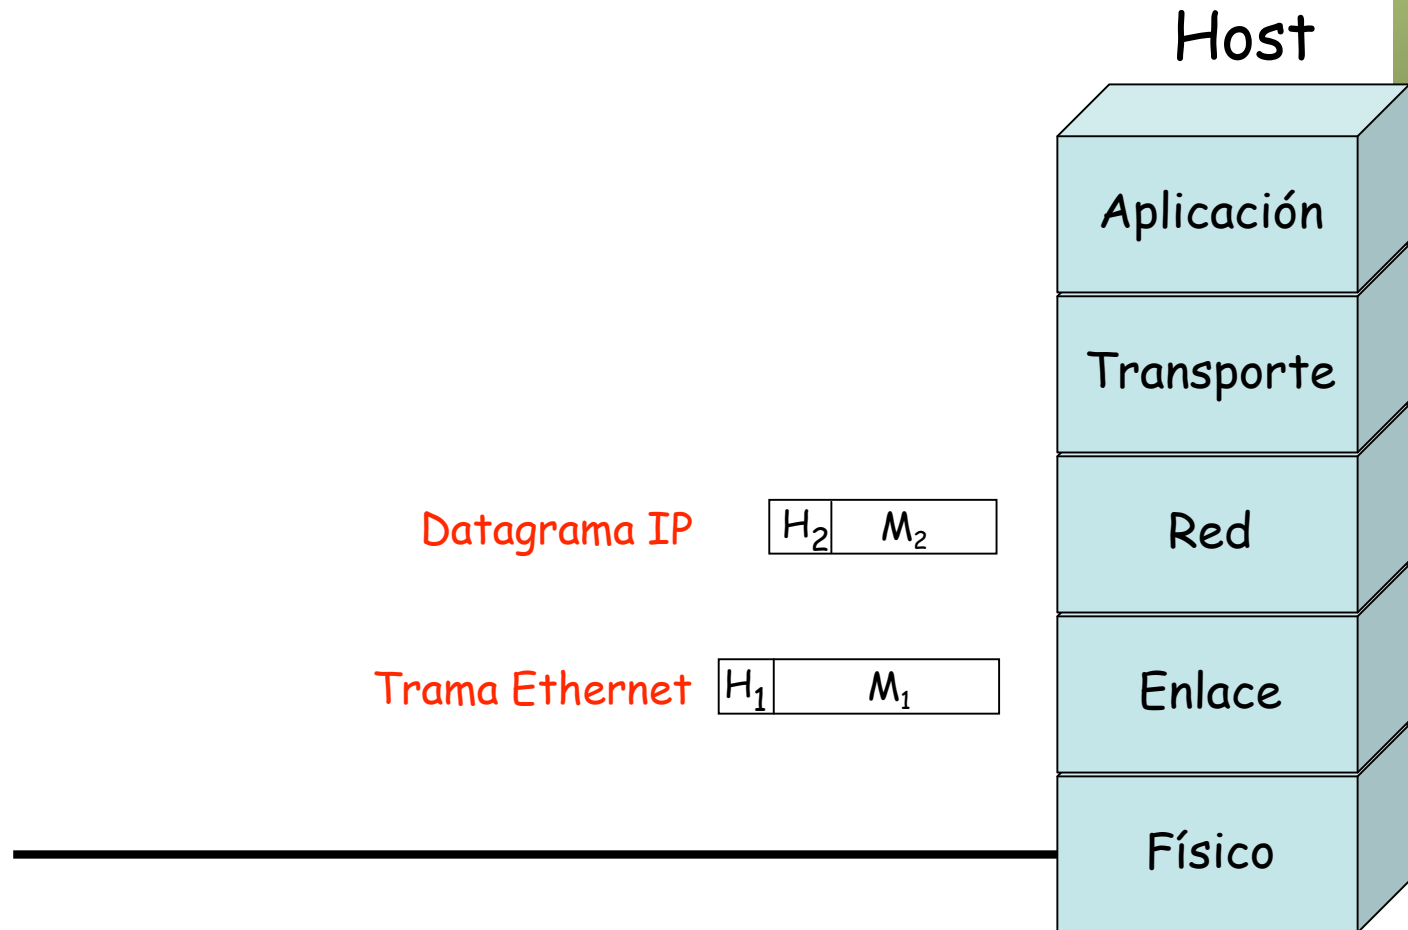 Host
Aplicación
Transporte
Datagrama IP H₂ M₂ Red
Trama Ethernet H₁ M₁ Enlace
Físico